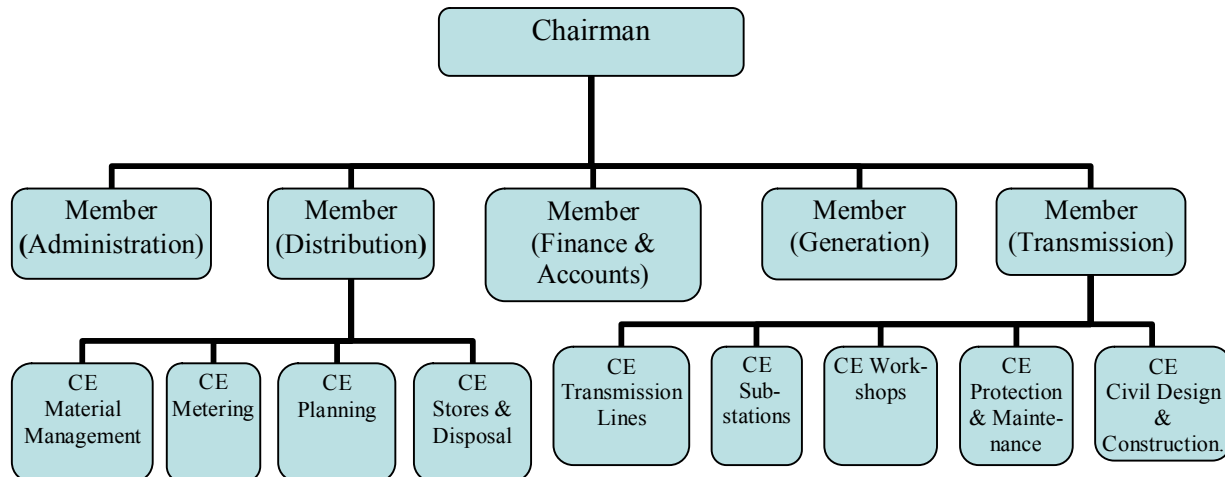 Chairman
Member
(Administration)
Member
(Distribution)
Member
(Finance &
Accounts)
Member
(Generation)
Member
(Transmission)
CE
Material
Management
CE
Metering
CE
Planning
CE
Stores &
Disposal
CE
Transmission
Lines
CE
Sub-
stations
CE Work-
shops
CE
Protection
& Mainte-
nance
CE
Civil Design
&
Construction.